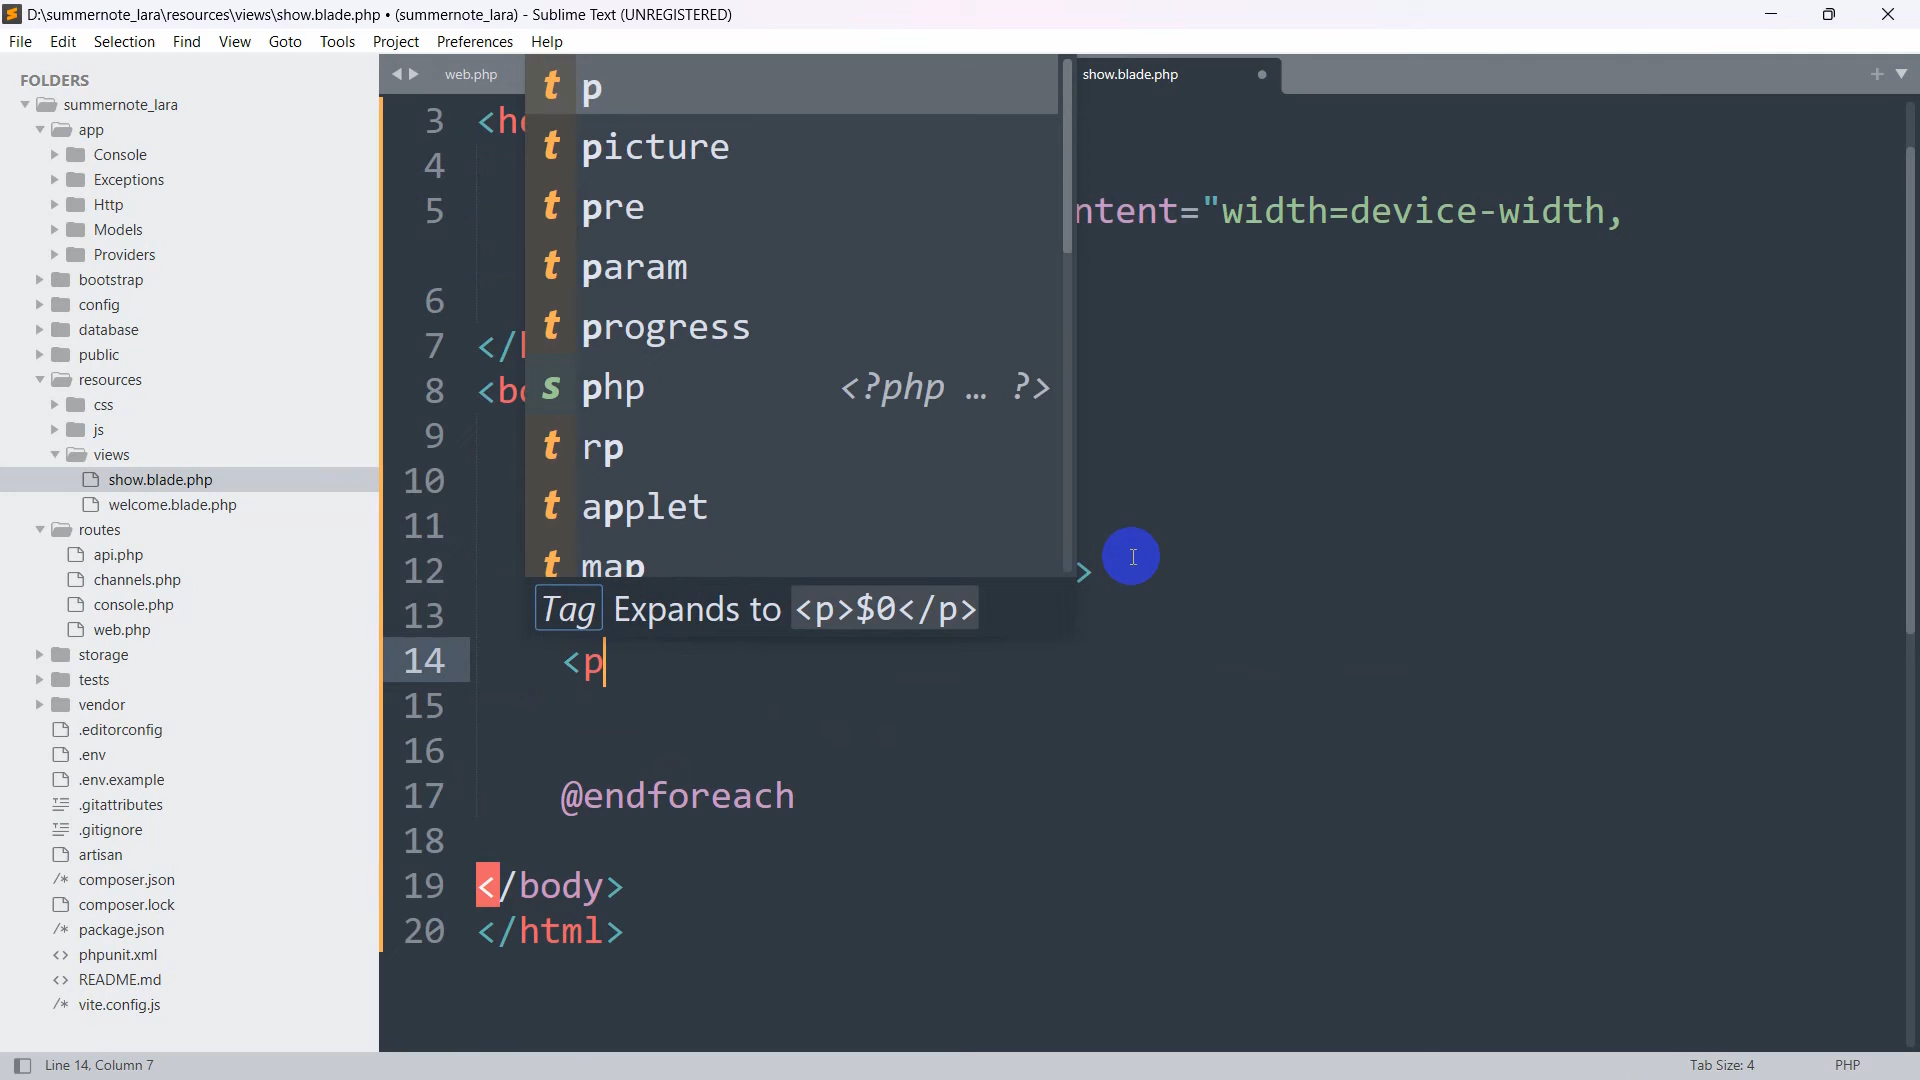 D:\summernote_lara\resources\views\show.blade.php • (summernote_lara) - Sublime Text (UNREGISTERED)
File Edit Selection Find View Goto Tools Project Preferences Help
FOLDERS
summernote_lara
app
Console
Exceptions
Http
Models
Providers
bootstrap
config
database
public
resources
css
js
views
show.blade.php
welcome.blade.php
routes
api.php
channels.php
console.php
web.php
storage
tests
vendor
.editorconfig
.env
.env.example
.gitattributes
.gitignore
artisan
composer.json
composer.lock
package.json
phpunit.xml
README.md
vite.config.js
web.php show.blade.php
p
picture
pre
param
progress
php <?php … ?>
rp
applet
map
Tag Expands to <p>$0</p>
3 <he
4
5 ntent="width=device-width,
6
7 </h
8 <bo
9
10
11
12 >
13
14 <p
15
16
17 @endforeach
18
19 </body>
20 </html>
Line 14, Column 7 Tab Size: 4 PHP